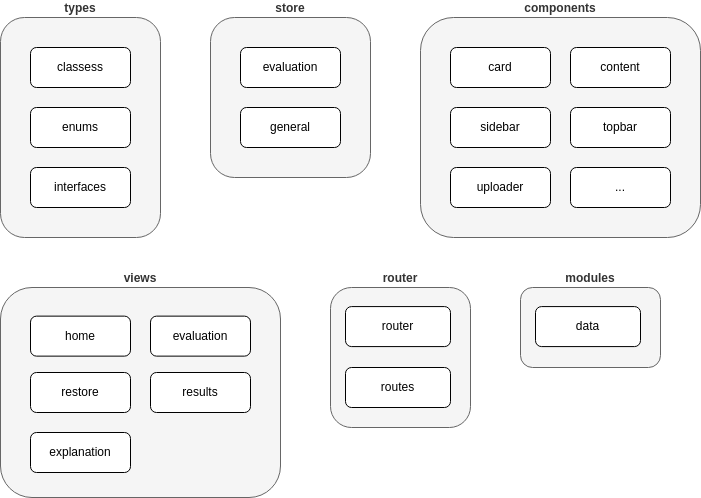 types
classess
enums
interfaces
store
evaluation
general
components
card
content
sidebar
topbar
uploader
...
views
home
evaluation
restore
results
explanation
router
router
routes
modules
data